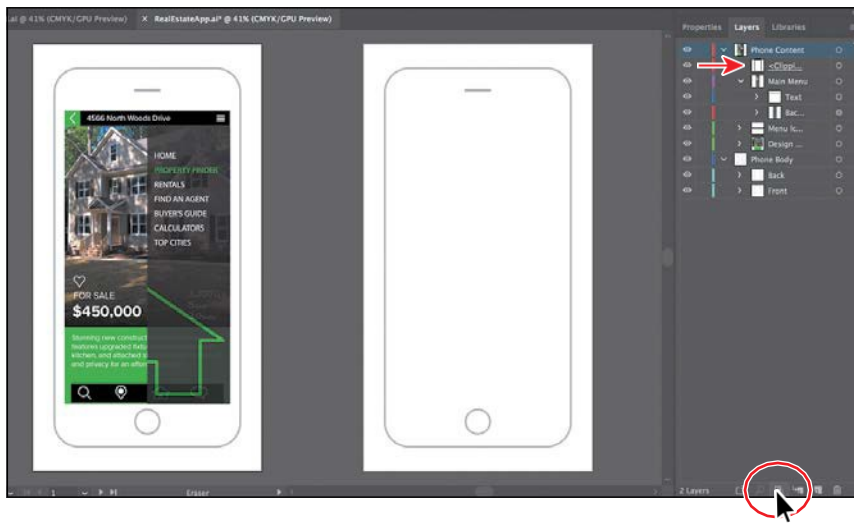 .ai @ 41% (CMYK/GPU Preview) × RealEstateApp.ai* @ 41% (CMYK/GPU Preview)
Properties Layers Libraries
Phone Content
<Clippi...
Main Menu
Text
Bac...
Menu Ic...
Design ...
Phone Body
Back
Front
4566 North Woods Drive
HOME
PROPERTY FINDER
RENTALS
FIND AN AGENT
BUYER'S GUIDE
CALCULATORS
TOP CITIES
FOR SALE
$450,000
Stunning new construct
features upgraded fixtu
kitchen, and attached
and privacy for an effor
1
Eraser
2 Layers